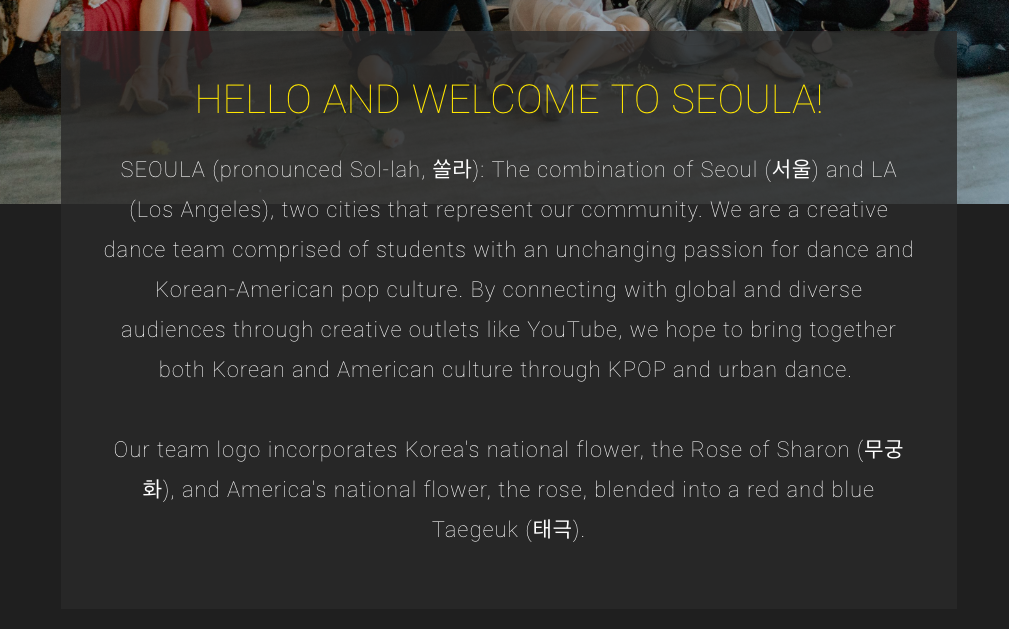 HELLO AND WELCOME TO SEOULA!
SEOULA (pronounced Sol-lah, 쏠라): The combination of Seoul (서울) and LA
(Los Angeles), two cities that represent our community. We are a creative
dance team comprised of students with an unchanging passion for dance and
Korean-American pop culture. By connecting with global and diverse
audiences through creative outlets like YouTube, we hope to bring together
both Korean and American culture through KPOP and urban dance.
Our team logo incorporates Korea's national flower, the Rose of Sharon (무궁
화), and America's national flower, the rose, blended into a red and blue
Taegeuk (태극).